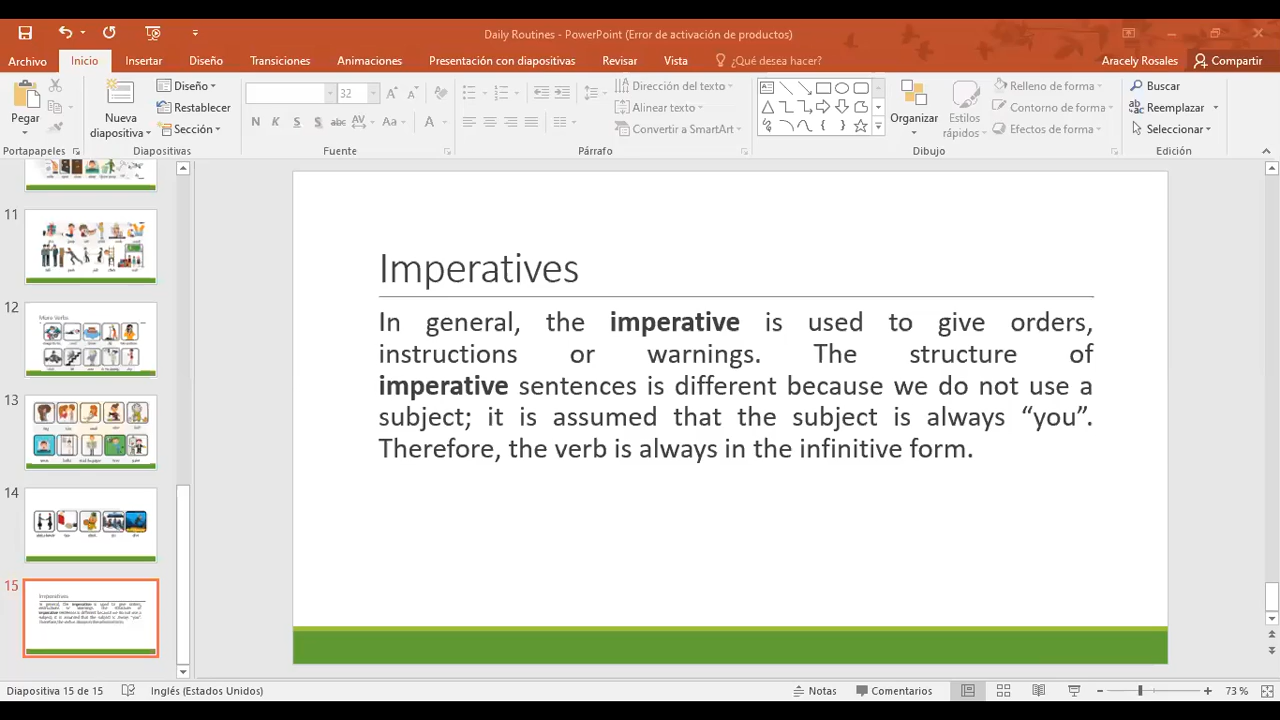 Daily Routines - PowerPoint (Error de activación de productos)
Archivo Inicio Insertar Diseño Transiciones Animaciones Presentación con diapositivas Revisar Vista ¿Qué desea hacer? Aracely Rosales Compartir
Pegar
Nueva diapositiva
Diseño
Restablecer
Sección
32
N K S S abc AV Aa A
Dirección del texto
Alinear texto
Convertir a SmartArt
Organizar
Estilos rápidos
Relleno de forma
Contorno de forma
Efectos de forma
Buscar
Reemplazar
Seleccionar
Portapapeles Diapositivas Fuente Párrafo Dibujo Edición
11
12
More Verbs
13
14
15
Imperatives
In general, the imperative is used to give orders,
instructions or warnings. The structure of
imperative sentences is different because we do not use a
subject; it is assumed that the subject is always “you”.
Therefore, the verb is always in the infinitive form.
Diapositiva 15 de 15 Inglés (Estados Unidos) Notas Comentarios 73 %